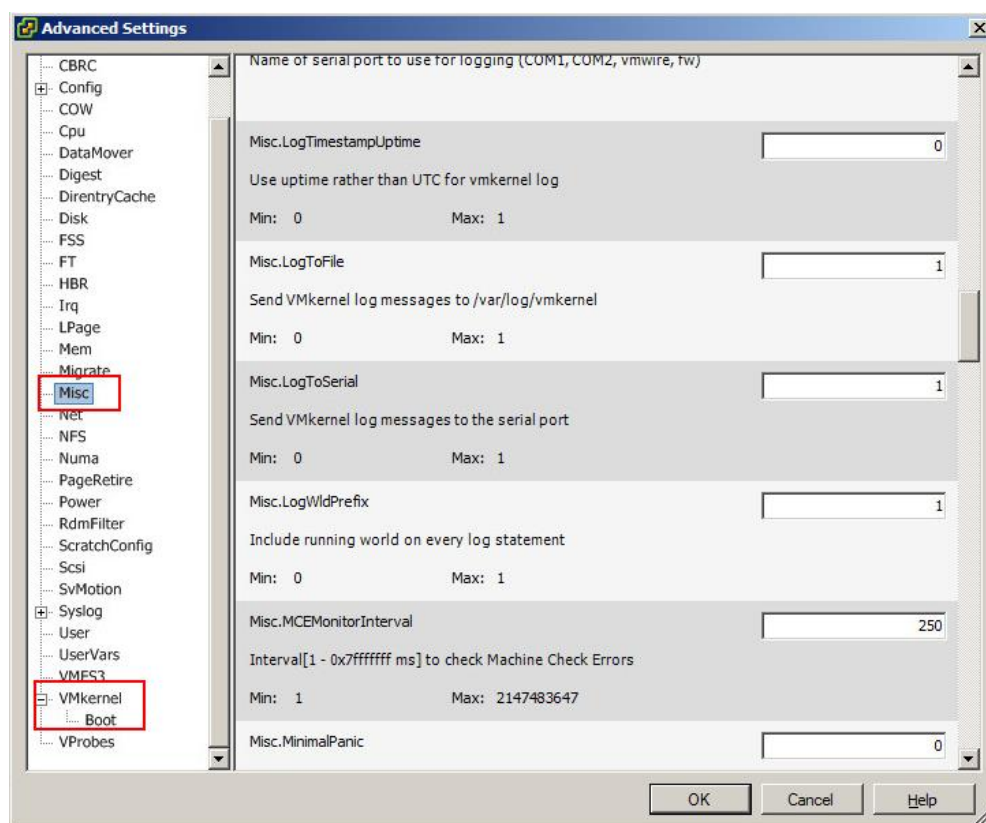 Advanced Settings
CBRC
Config
COW
Cpu
DataMover
Digest
DirentryCache
Disk
FSS
FT
HBR
Irq
LPage
Mem
Migrate
Misc
Net
NFS
Numa
PageRetire
Power
RdmFilter
ScratchConfig
Scsi
SvMotion
Syslog
User
UserVars
VMFS3
VMkernel
Boot
VProbes
Name of serial port to use for logging (COM1, COM2, vmwire, fw)
Misc.LogTimestampUptime 0
Use uptime rather than UTC for vmkernel log
Min: 0 Max: 1
Misc.LogToFile 1
Send VMkernel log messages to /var/log/vmkernel
Min: 0 Max: 1
Misc.LogToSerial 1
Send VMkernel log messages to the serial port
Min: 0 Max: 1
Misc.LogWldPrefix 1
Include running world on every log statement
Min: 0 Max: 1
Misc.MCEMonitorInterval 250
Interval[1 - 0x7fffffff ms] to check Machine Check Errors
Min: 1 Max: 2147483647
Misc.MinimalPanic 0
OK Cancel Help